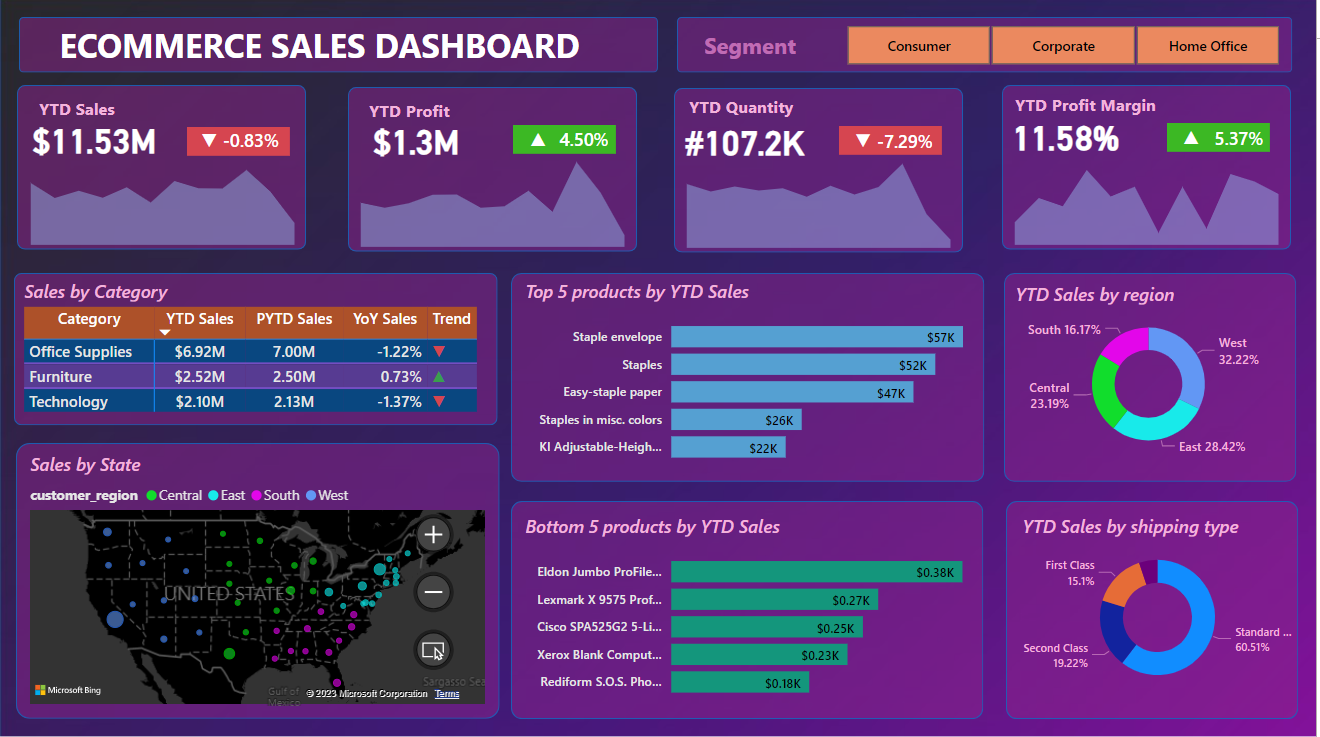 ECOMMERCE SALES DASHBOARD
Segment
Consumer
Corporate
Home Office
YTD Sales
$11.53M
▼ -0.83%
YTD Profit
$1.3M
▲ 4.50%
YTD Quantity
#107.2K
▼ -7.29%
YTD Profit Margin
11.58%
▲ 5.37%
Sales by Category
Category YTD Sales PYTD Sales YoY Sales Trend
Office Supplies $6.92M 7.00M -1.22% ▼
Furniture $2.52M 2.50M 0.73% ▲
Technology $2.10M 2.13M -1.37% ▼
Top 5 products by YTD Sales
Staple envelope $57K
Staples $52K
Easy-staple paper $47K
Staples in misc. colors $26K
KI Adjustable-Heigh... $22K
YTD Sales by region
South 16.17%
West
32.22%
Central
23.19%
East 28.42%
Sales by State
customer_region Central East South West
UNITED STATES
Sargasso Sea
Gulf of
Mexico
Microsoft Bing
© 2023 Microsoft Corporation Terms
Bottom 5 products by YTD Sales
Eldon Jumbo ProFile... $0.38K
Lexmark X 9575 Prof... $0.27K
Cisco SPA525G2 5-Li... $0.25K
Xerox Blank Comput... $0.23K
Rediform S.O.S. Pho... $0.18K
YTD Sales by shipping type
First Class
15.1%
Second Class
19.22%
Standard ...
60.51%